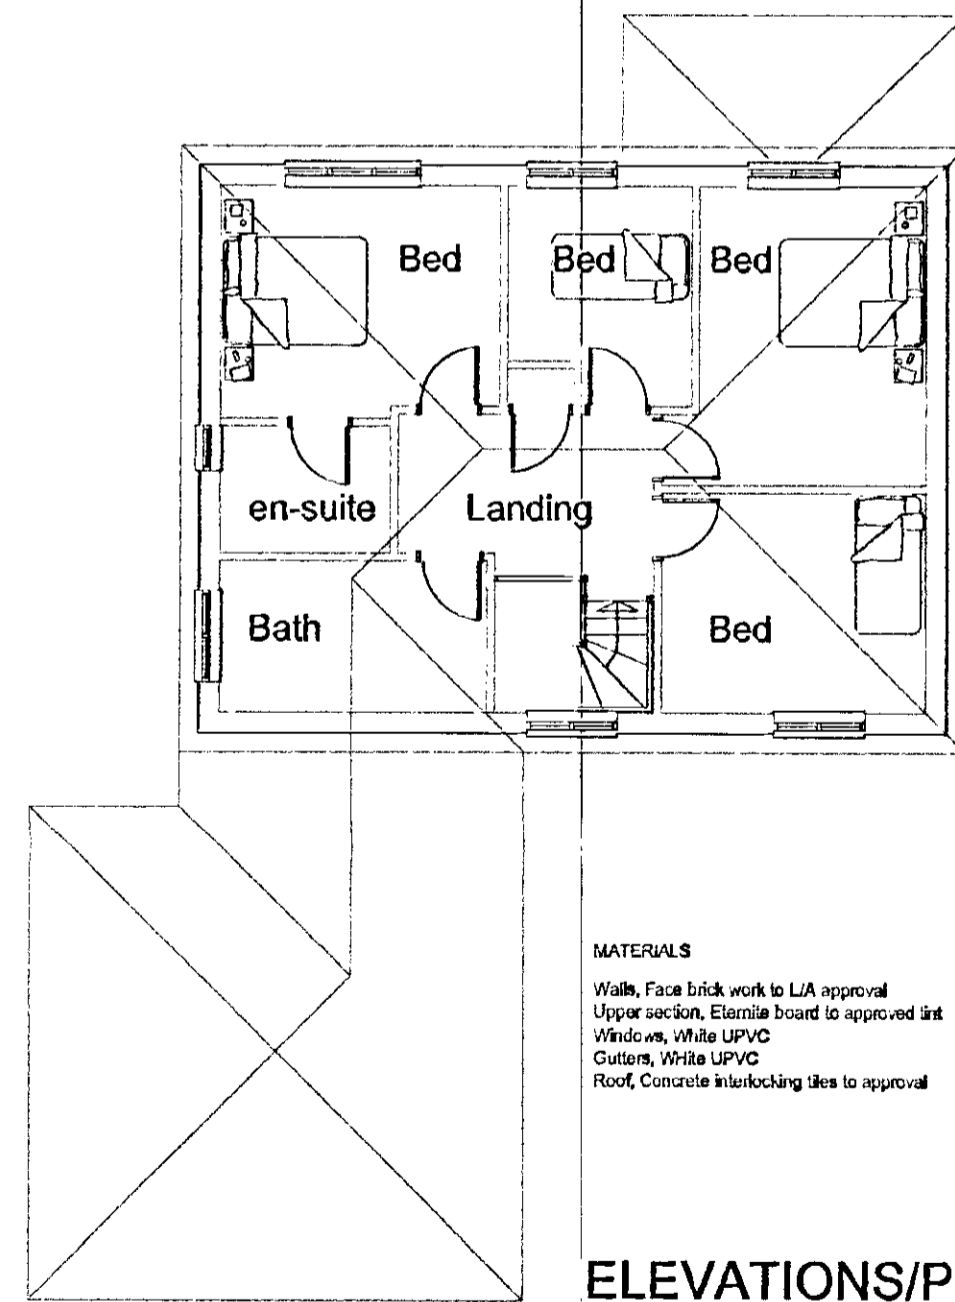 Bed
Bed
Bed
en-suite
Landing
Bath
Bed
MATERIALS
Walls, Face brick work to L/A approval
Upper section, Eternite board to approved tint
Windows, White UPVC
Gutters, WHite UPVC
Roof, Concrete interlocking tiles to approval
ELEVATIONS/P